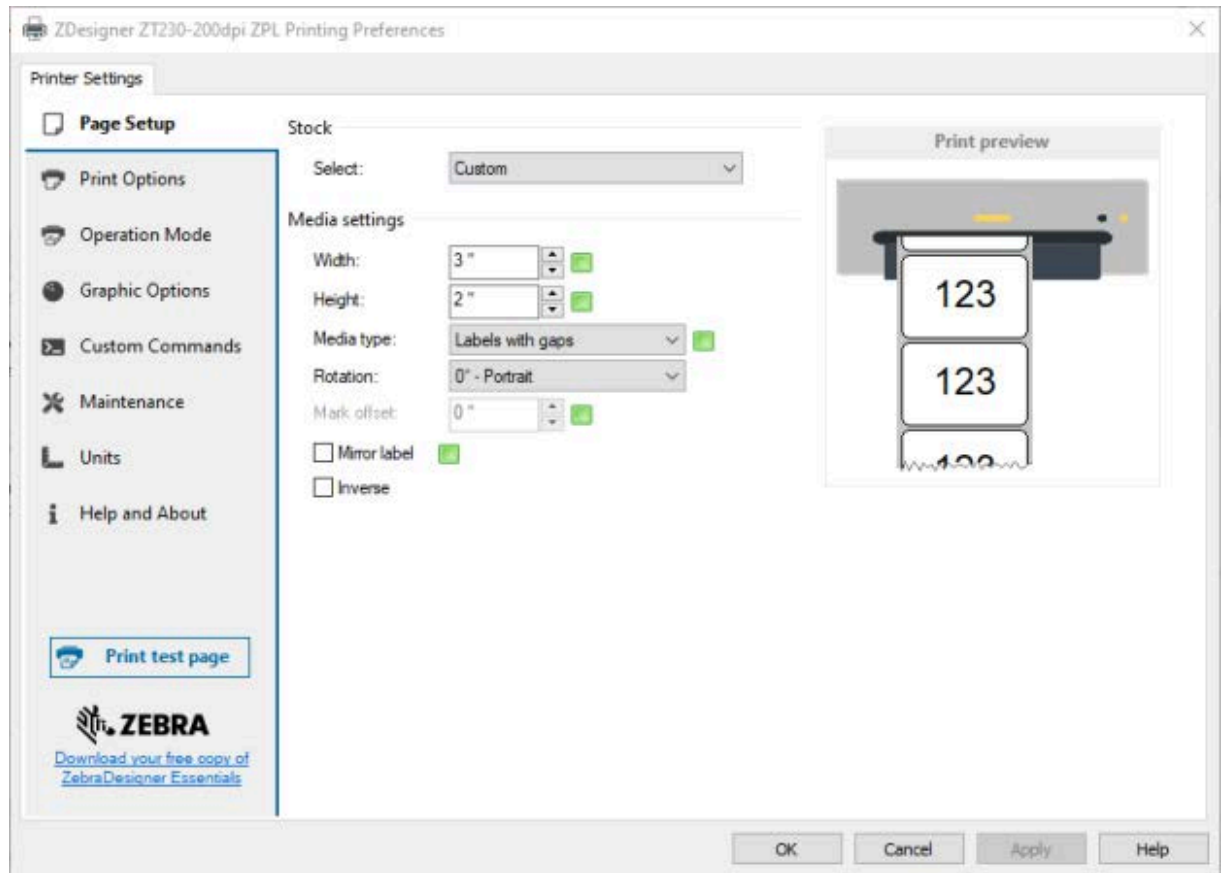 ZDesigner ZT230-200dpi ZPL Printing Preferences
Printer Settings
Page Setup
Print Options
Operation Mode
Graphic Options
Custom Commands
Maintenance
Units
Help and About
Print test page
ZEBRA
Download your free copy of
ZebraDesigner Essentials
Stock
Select: Custom
Media settings
Width: 3 "
Height: 2 "
Media type: Labels with gaps
Rotation: 0° - Portrait
Mark offset: 0 "
Mirror label
Inverse
Print preview
123
123
123
OK Cancel Apply Help